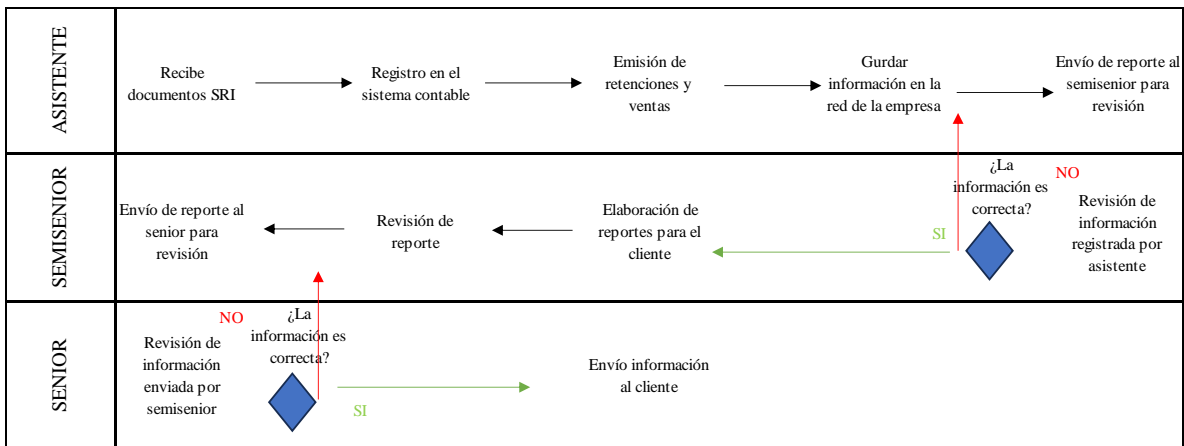 ASISTENTE
Recibe
documentos SRI
Registro en el
sistema contable
Emisión de
retenciones y
ventas
Gurdar
información en la
red de la empresa
Envío de reporte al
semisenior para
revisión
SEMISENIOR
Envío de reporte al
senior para
revisión
Revisión de
reporte
Elaboración de
reportes para el
cliente
SI
¿La
información es
correcta?
NO
Revisión de
información
registrada por
asistente
SENIOR
Revisión de
información
enviada por
semisenior
NO
¿La
información es
correcta?
SI
Envío información
al cliente